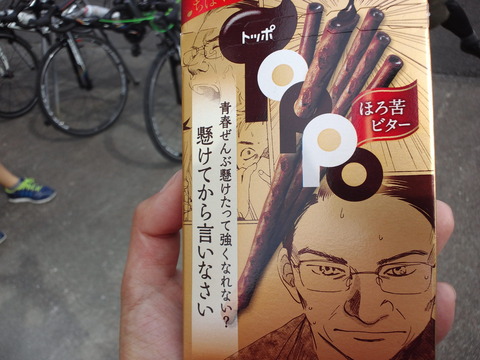 トッポ
Toppo
ほろ苦
ビター
青春ぜんぶ懸けたって強くなれない?
懸けてから言いなさい